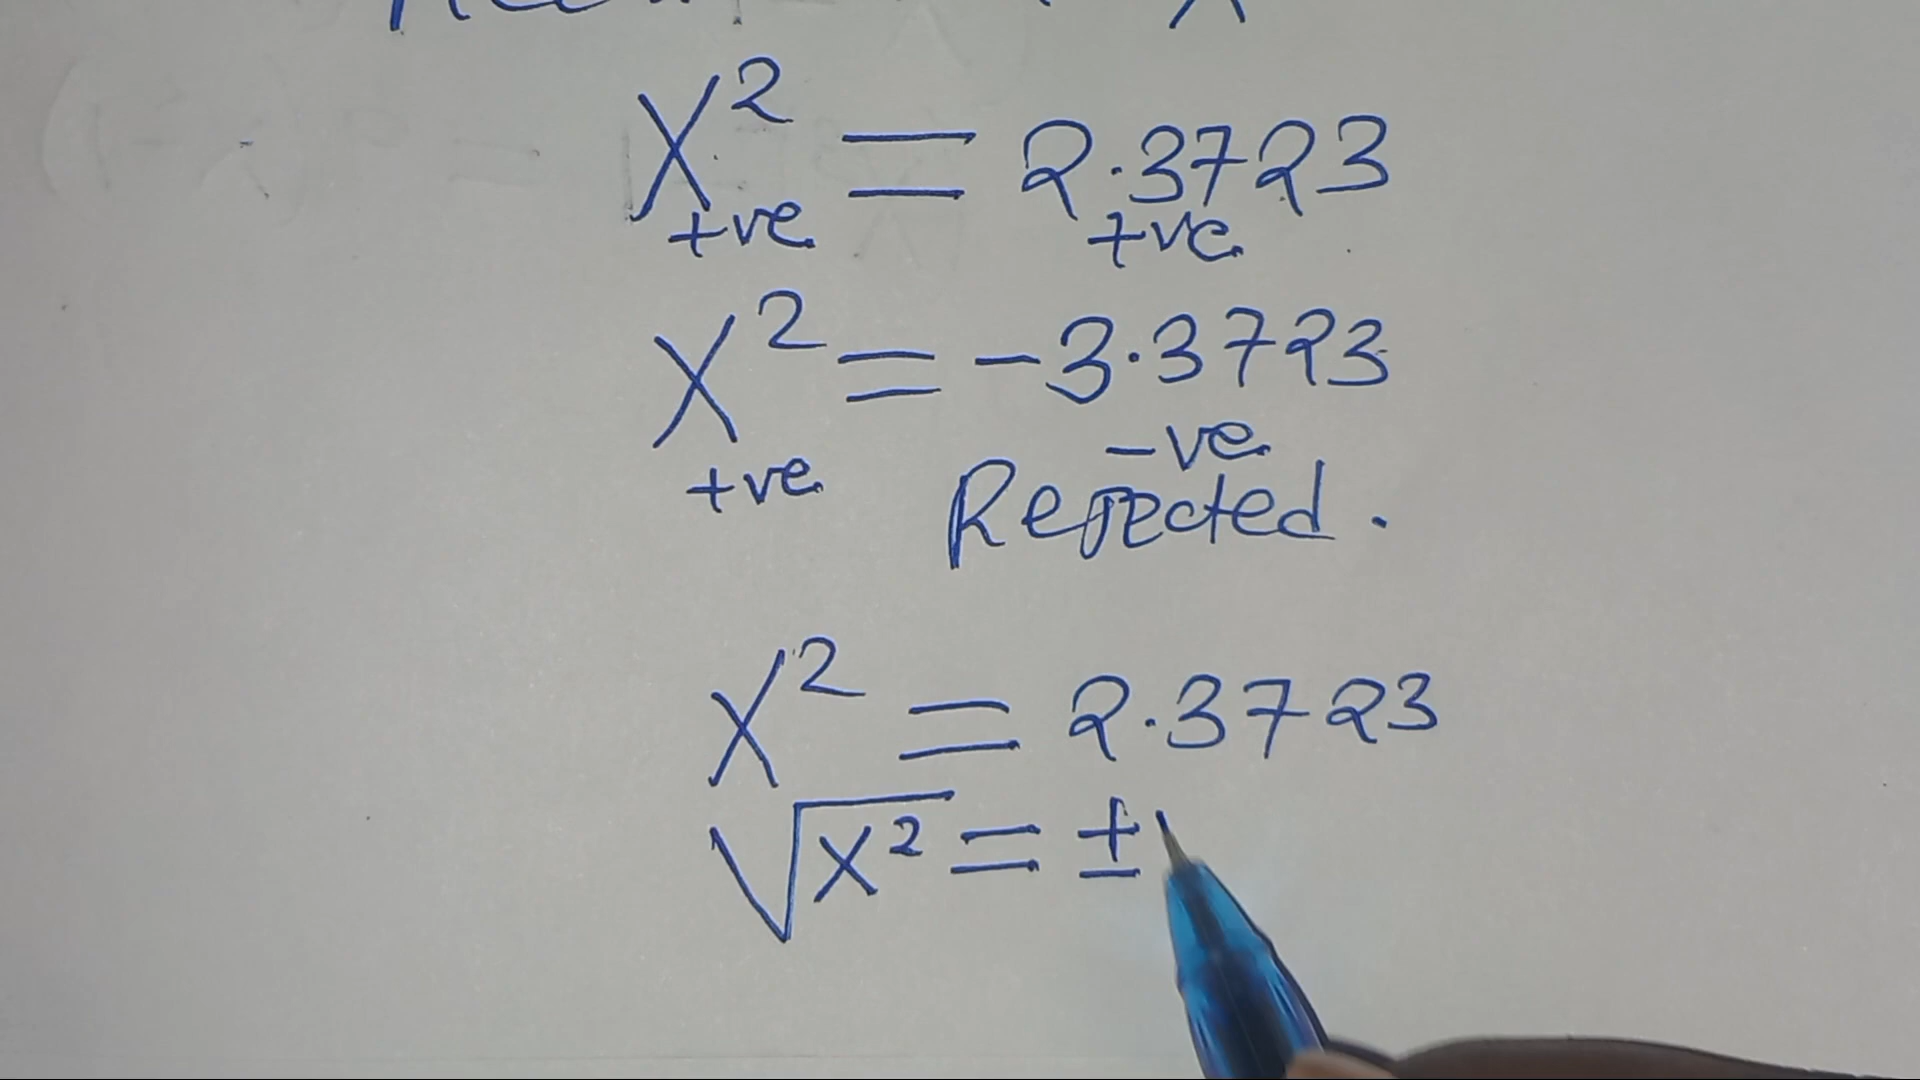 X² = 2.3723
+ve +ve
X² = -3.3723
+ve -ve
Rejected.
X² = 2.3723
√x² = ±